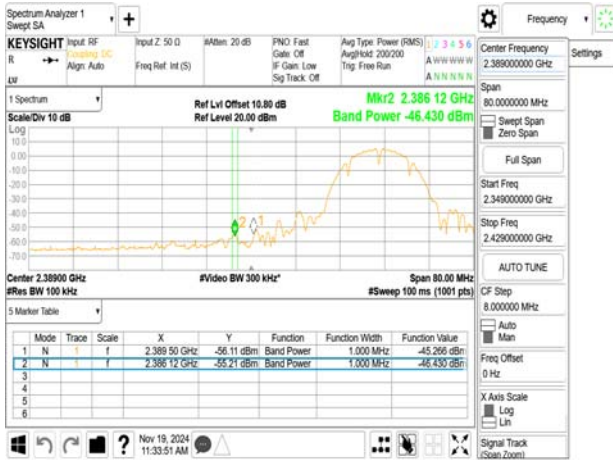 Spectrum Analyzer 1
Swept SA
Frequency
KEYSIGHT
Input: RF
Coupling: DC
Align: Auto
Input Z: 50 Ω
Freq Ref: Int (S)
#Atten: 20 dB
PNO: Fast
Gate: Off
IF Gain: Low
Sig Track: Off
Avg Type: Power (RMS)
Avg|Hold: 200/200
Trig: Free Run
1 2 3 4 5 6
A W W W W W
A N N N N N
R
Settings
Center Frequency
2.389000000 GHz
Span
80.0000000 MHz
Swept Span
Zero Span
Full Span
Start Freq
2.349000000 GHz
Stop Freq
2.429000000 GHz
AUTO TUNE
CF Step
8.000000 MHz
Auto
Man
Freq Offset
0 Hz
X Axis Scale
Log
Lin
Signal Track
(Span Zoom)
1 Spectrum
Scale/Div 10 dB
Ref Lvl Offset 10.80 dB
Ref Level 20.00 dBm
Mkr2 2.386 12 GHz
Band Power -46.430 dBm
Log
10.0
0.00
-10.0
-20.0
-30.0
-40.0
-50.0
-60.0
-70.0
2
1
Center 2.38900 GHz
#Res BW 100 kHz
#Video BW 300 kHz*
Span 80.00 MHz
#Sweep 100 ms (1001 pts)
5 Marker Table
Mode Trace Scale X Y Function Function Width Function Value
1 N 1 f 2.389 50 GHz -56.11 dBm Band Power 1.000 MHz -45.266 dBm
2 N 1 f 2.386 12 GHz -55.21 dBm Band Power 1.000 MHz -46.430 dBm
3
4
5
6
?
Nov 19, 2024
11:33:51 AM